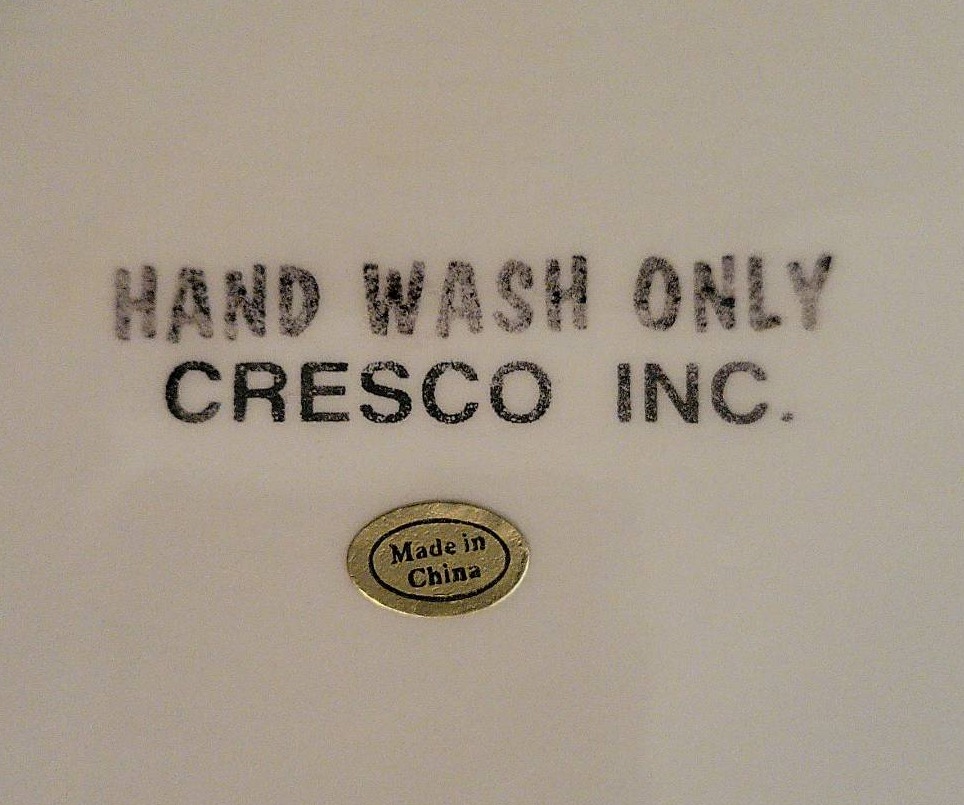 HAND WASH ONLY
CRESCO INC.
Made in
China